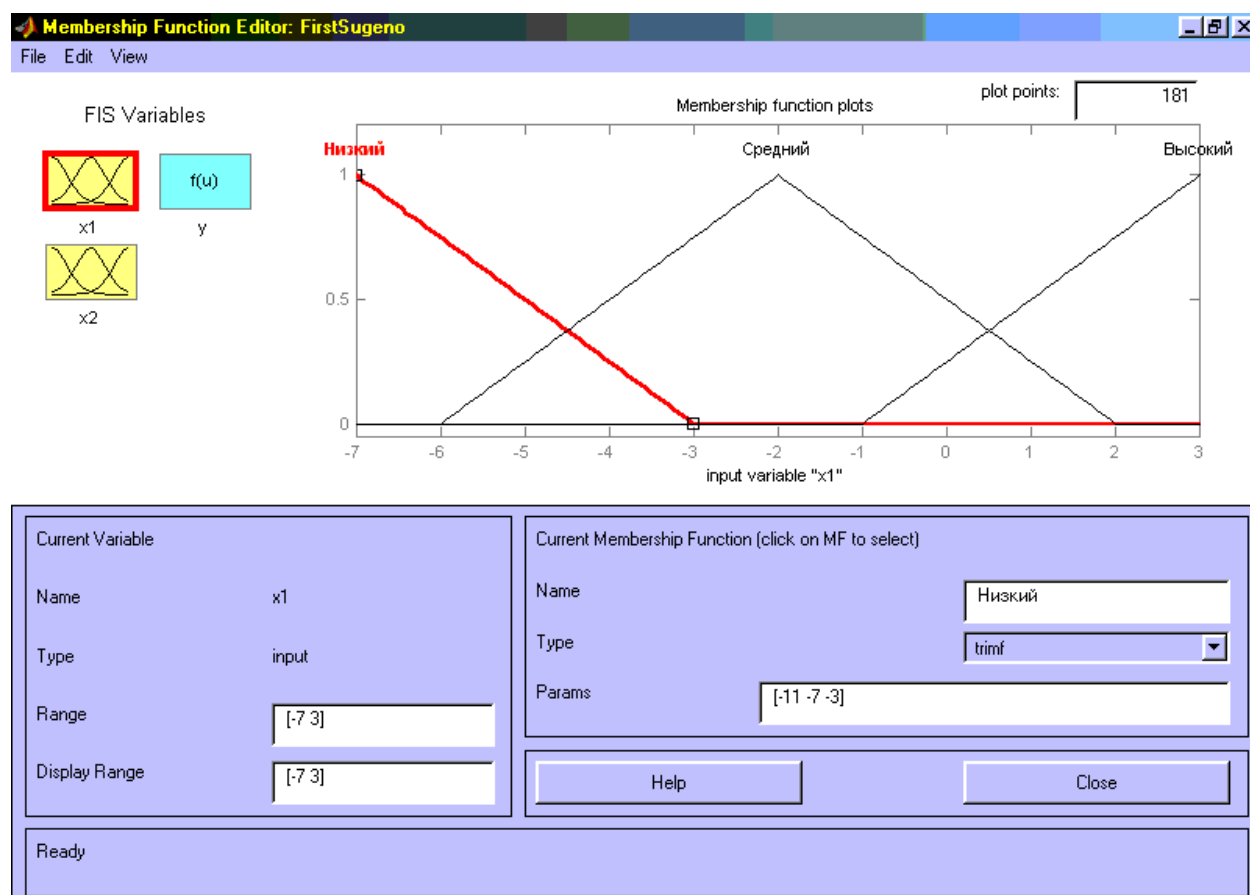 Membership Function Editor: FirstSugeno
File Edit View
FIS Variables
f(u)
x1
y
x2
plot points:
181
Membership function plots
Низкий
Средний
Высокий
1
0.5
0
-7 -6 -5 -4 -3 -2 -1 0 1 2 3
input variable "x1"
Current Variable
Name x1
Type input
Range [-7 3]
Display Range [-7 3]
Current Membership Function (click on MF to select)
Name Низкий
Type trimf
Params [-11 -7 -3]
Help Close
Ready